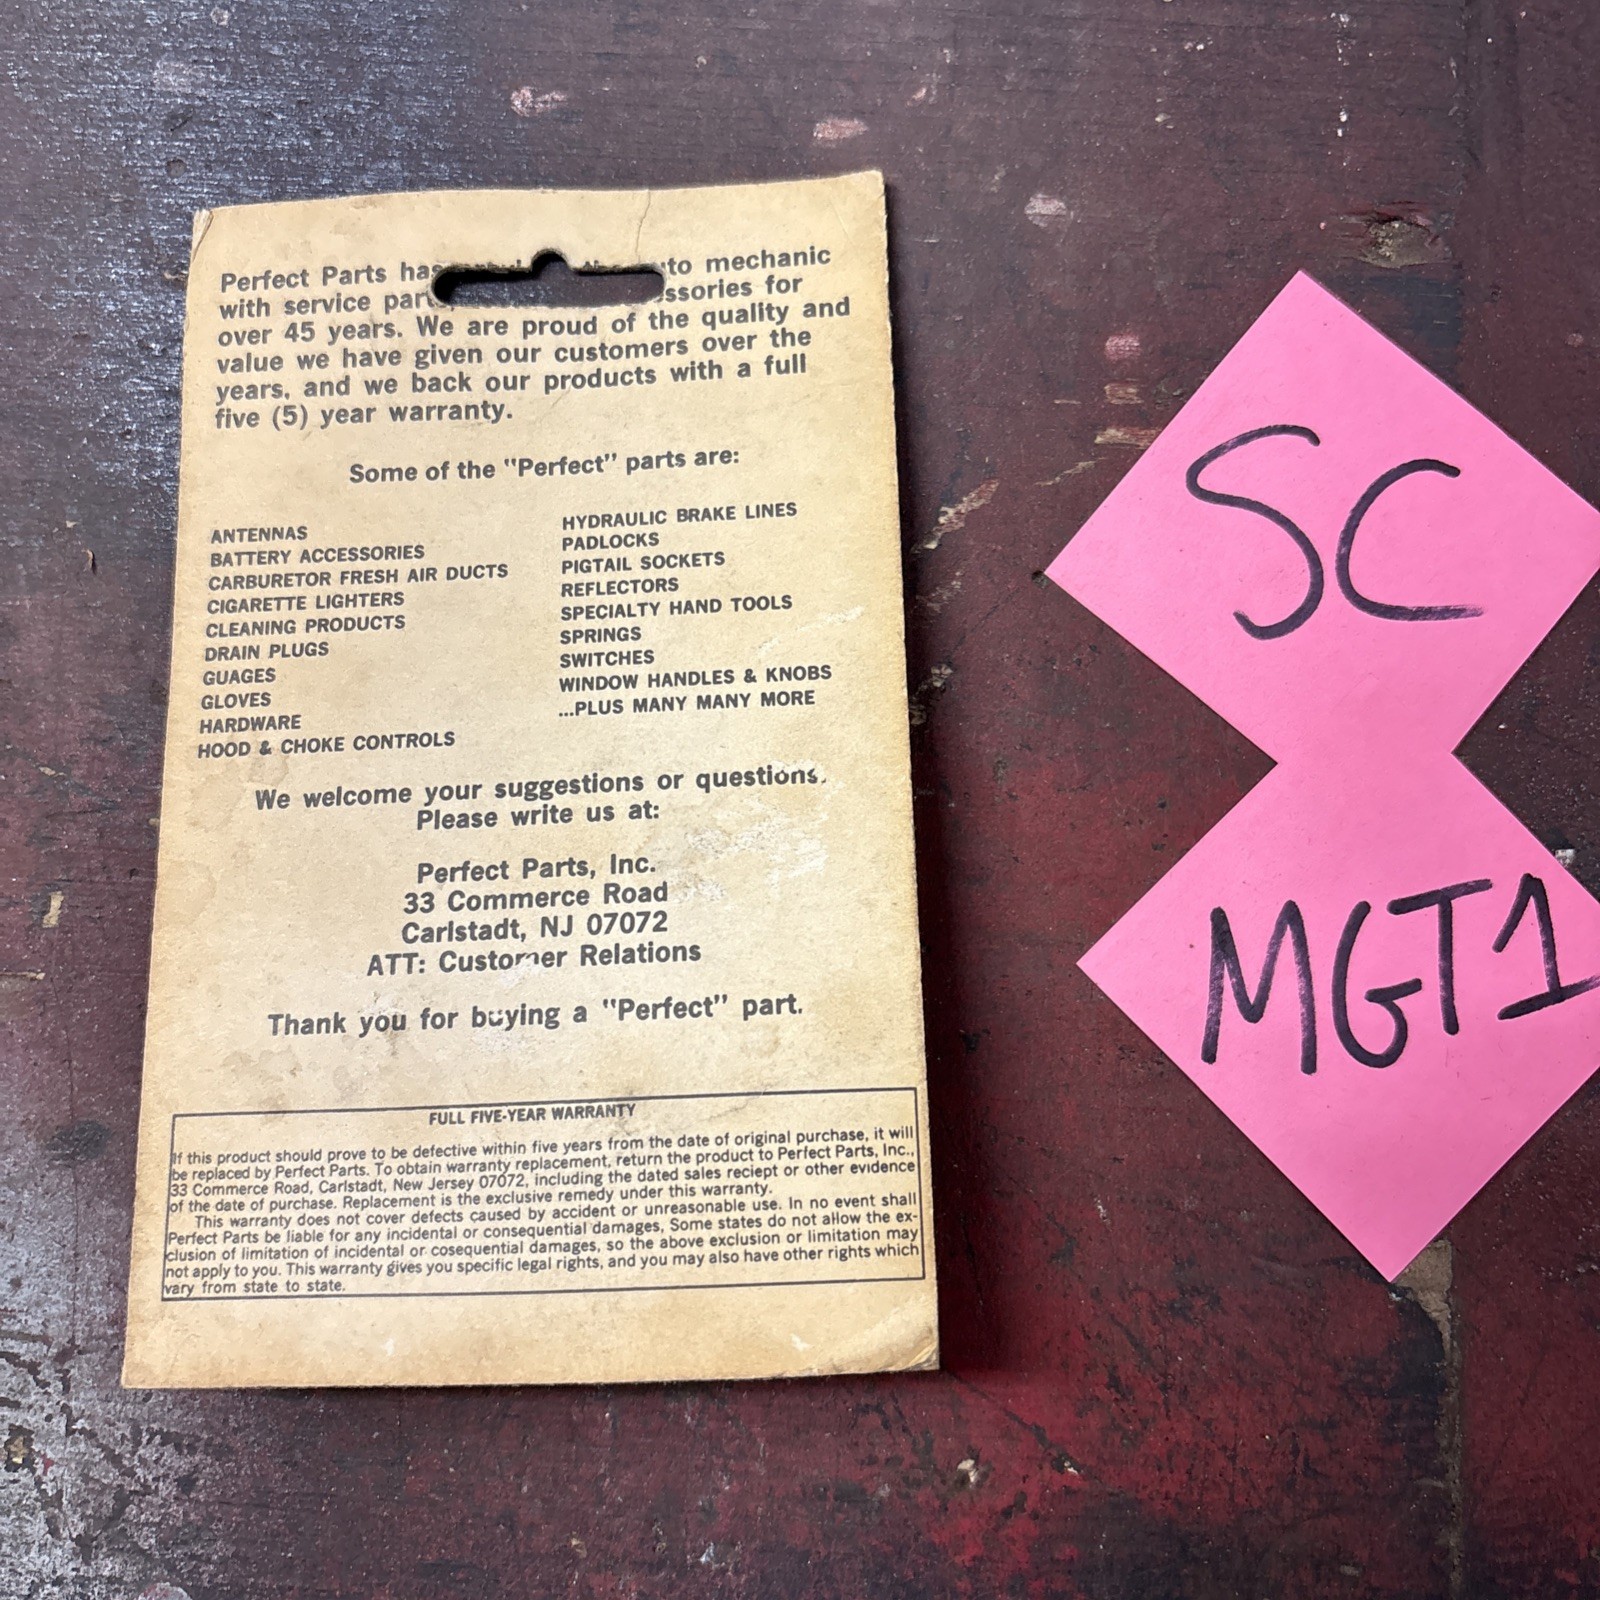 Perfect Parts has auto mechanic
with service parts, accessories for
over 45 years. We are proud of the quality and
value we have given our customers over the
years, and we back our products with a full
five (5) year warranty.
Some of the "Perfect" parts are:
ANTENNAS
BATTERY ACCESSORIES
CARBURETOR FRESH AIR DUCTS
CIGARETTE LIGHTERS
CLEANING PRODUCTS
DRAIN PLUGS
GUAGES
GLOVES
HARDWARE
HOOD & CHOKE CONTROLS
HYDRAULIC BRAKE LINES
PADLOCKS
PIGTAIL SOCKETS
REFLECTORS
SPECIALTY HAND TOOLS
SPRINGS
SWITCHES
WINDOW HANDLES & KNOBS
...PLUS MANY MANY MORE
We welcome your suggestions or questions.
Please write us at:
Perfect Parts, Inc.
33 Commerce Road
Carlstadt, NJ 07072
ATT: Customer Relations
Thank you for buying a "Perfect" part.
FULL FIVE-YEAR WARRANTY
If this product should prove to be defective within five years from the date of original purchase, it will
be replaced by Perfect Parts. To obtain warranty replacement, return the product to Perfect Parts, Inc.,
33 Commerce Road, Carlstadt, New Jersey 07072, including the dated sales reciept or other evidence
of the date of purchase. Replacement is the exclusive remedy under this warranty.
This warranty does not cover defects caused by accident or unreasonable use. In no event shall
Perfect Parts be liable for any incidental or consequential damages, Some states do not allow the ex-
clusion of limitation of incidental or cosequential damages, so the above exclusion or limitation may
not apply to you. This warranty gives you specific legal rights, and you may also have other rights which
vary from state to state.
SC
MGT1